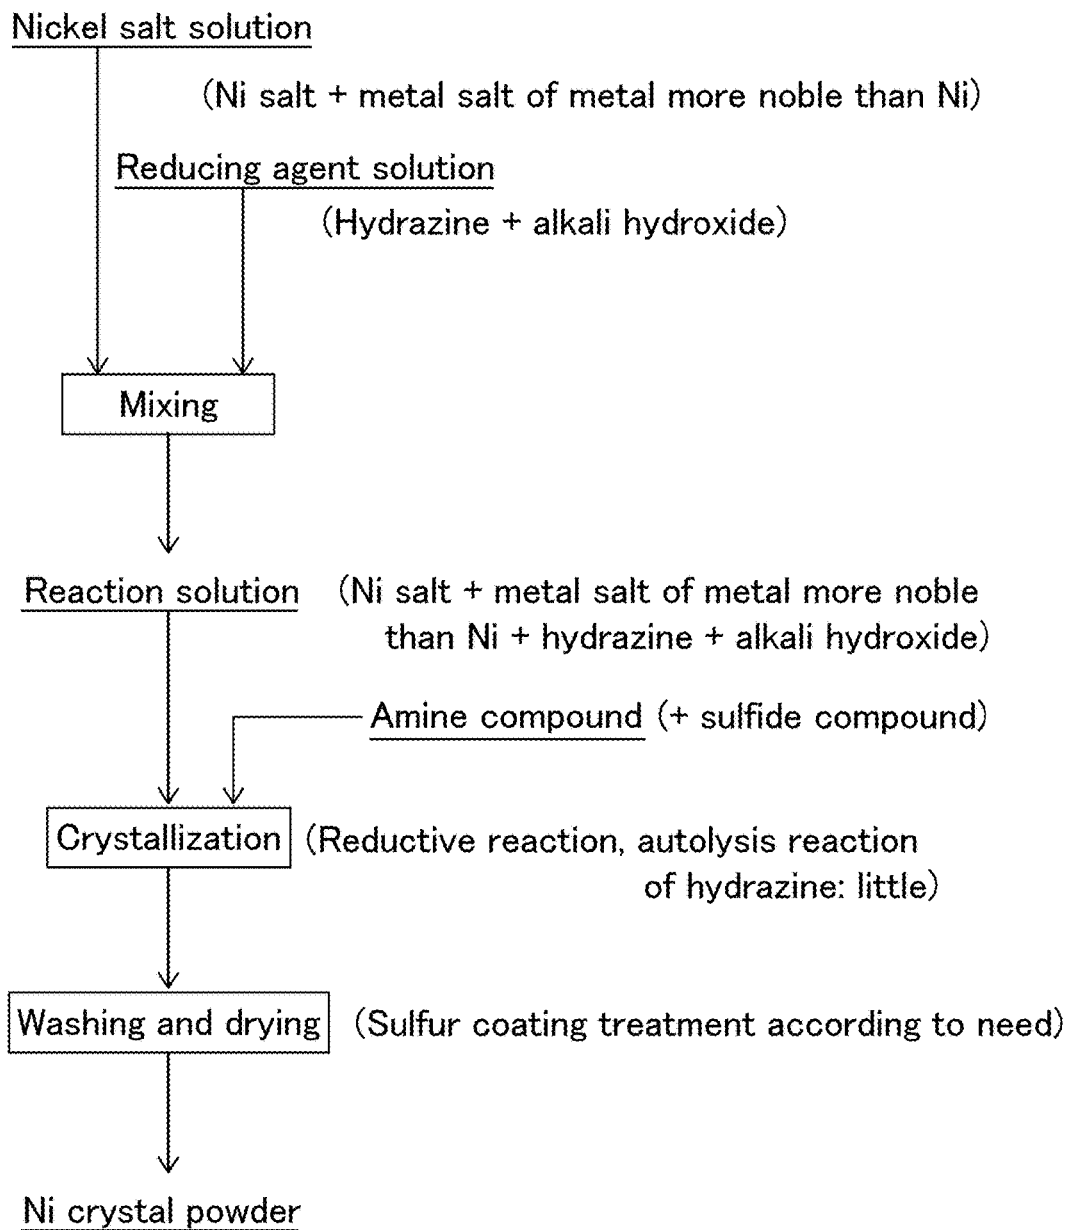 Nickel salt solution
(Ni salt + metal salt of metal more noble than Ni)
Reducing agent solution
(Hydrazine + alkali hydroxide)
Mixing
Reaction solution (Ni salt + metal salt of metal more noble
than Ni + hydrazine + alkali hydroxide)
Amine compound (+ sulfide compound)
Crystallization (Reductive reaction, autolysis reaction
of hydrazine: little)
Washing and drying (Sulfur coating treatment according to need)
Ni crystal powder